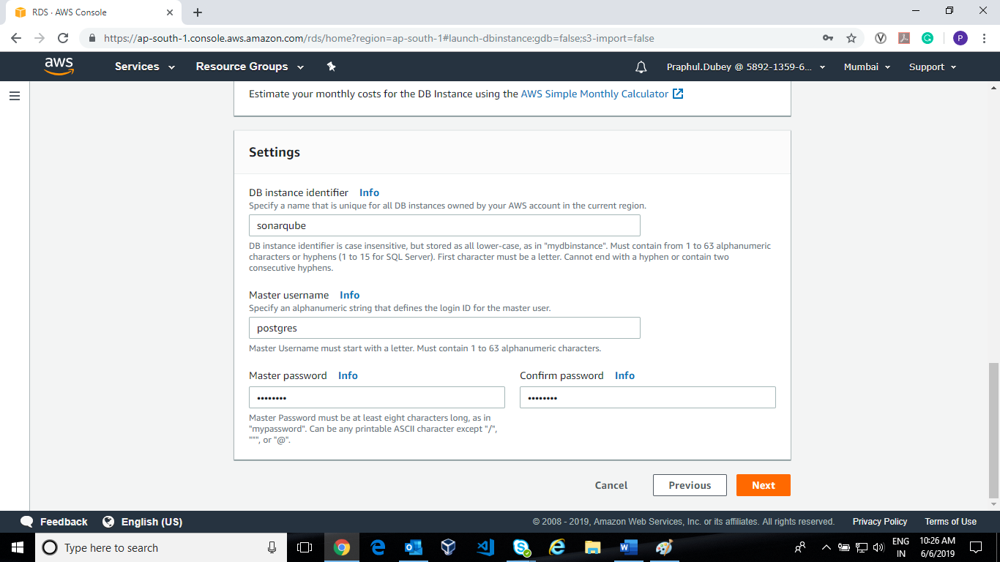 RDS · AWS Console
https://ap-south-1.console.aws.amazon.com/rds/home?region=ap-south-1#launch-dbinstance:gdb=false;s3-import=false
P
aws Services Resource Groups Praphul.Dubey @ 5892-1359-6... Mumbai Support
Estimate your monthly costs for the DB Instance using the AWS Simple Monthly Calculator
Settings
DB instance identifier Info
Specify a name that is unique for all DB instances owned by your AWS account in the current region.
sonarqube
DB instance identifier is case insensitive, but stored as all lower-case, as in "mydbinstance". Must contain from 1 to 63 alphanumeric
characters or hyphens (1 to 15 for SQL Server). First character must be a letter. Cannot end with a hyphen or contain two
consecutive hyphens.
Master username Info
Specify an alphanumeric string that defines the login ID for the master user.
postgres
Master Username must start with a letter. Must contain 1 to 63 alphanumeric characters.
Master password Info Confirm password Info
•••••••• ••••••••
Master Password must be at least eight characters long, as in
"mypassword". Can be any printable ASCII character except "/",
""", or "@".
Cancel Previous Next
Feedback English (US) © 2008 - 2019, Amazon Web Services, Inc. or its affiliates. All rights reserved. Privacy Policy Terms of Use
Type here to search
ENG
IN
10:26 AM
6/6/2019